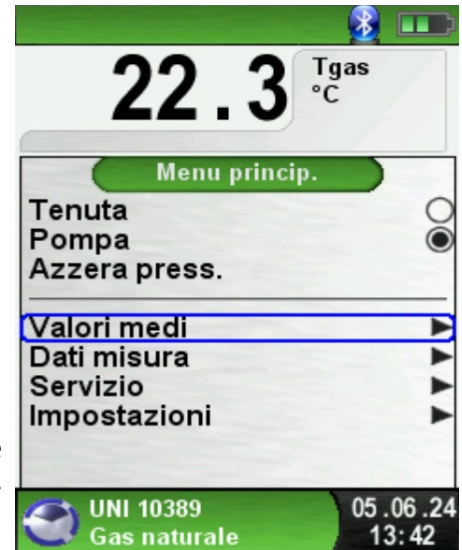 22.3 Tgas
°C
Menu princip.
Tenuta
Pompa
Azzera press.
Valori medi
Dati misura
Servizio
Impostazioni
UNI 10389
Gas naturale
05.06.24
13:42